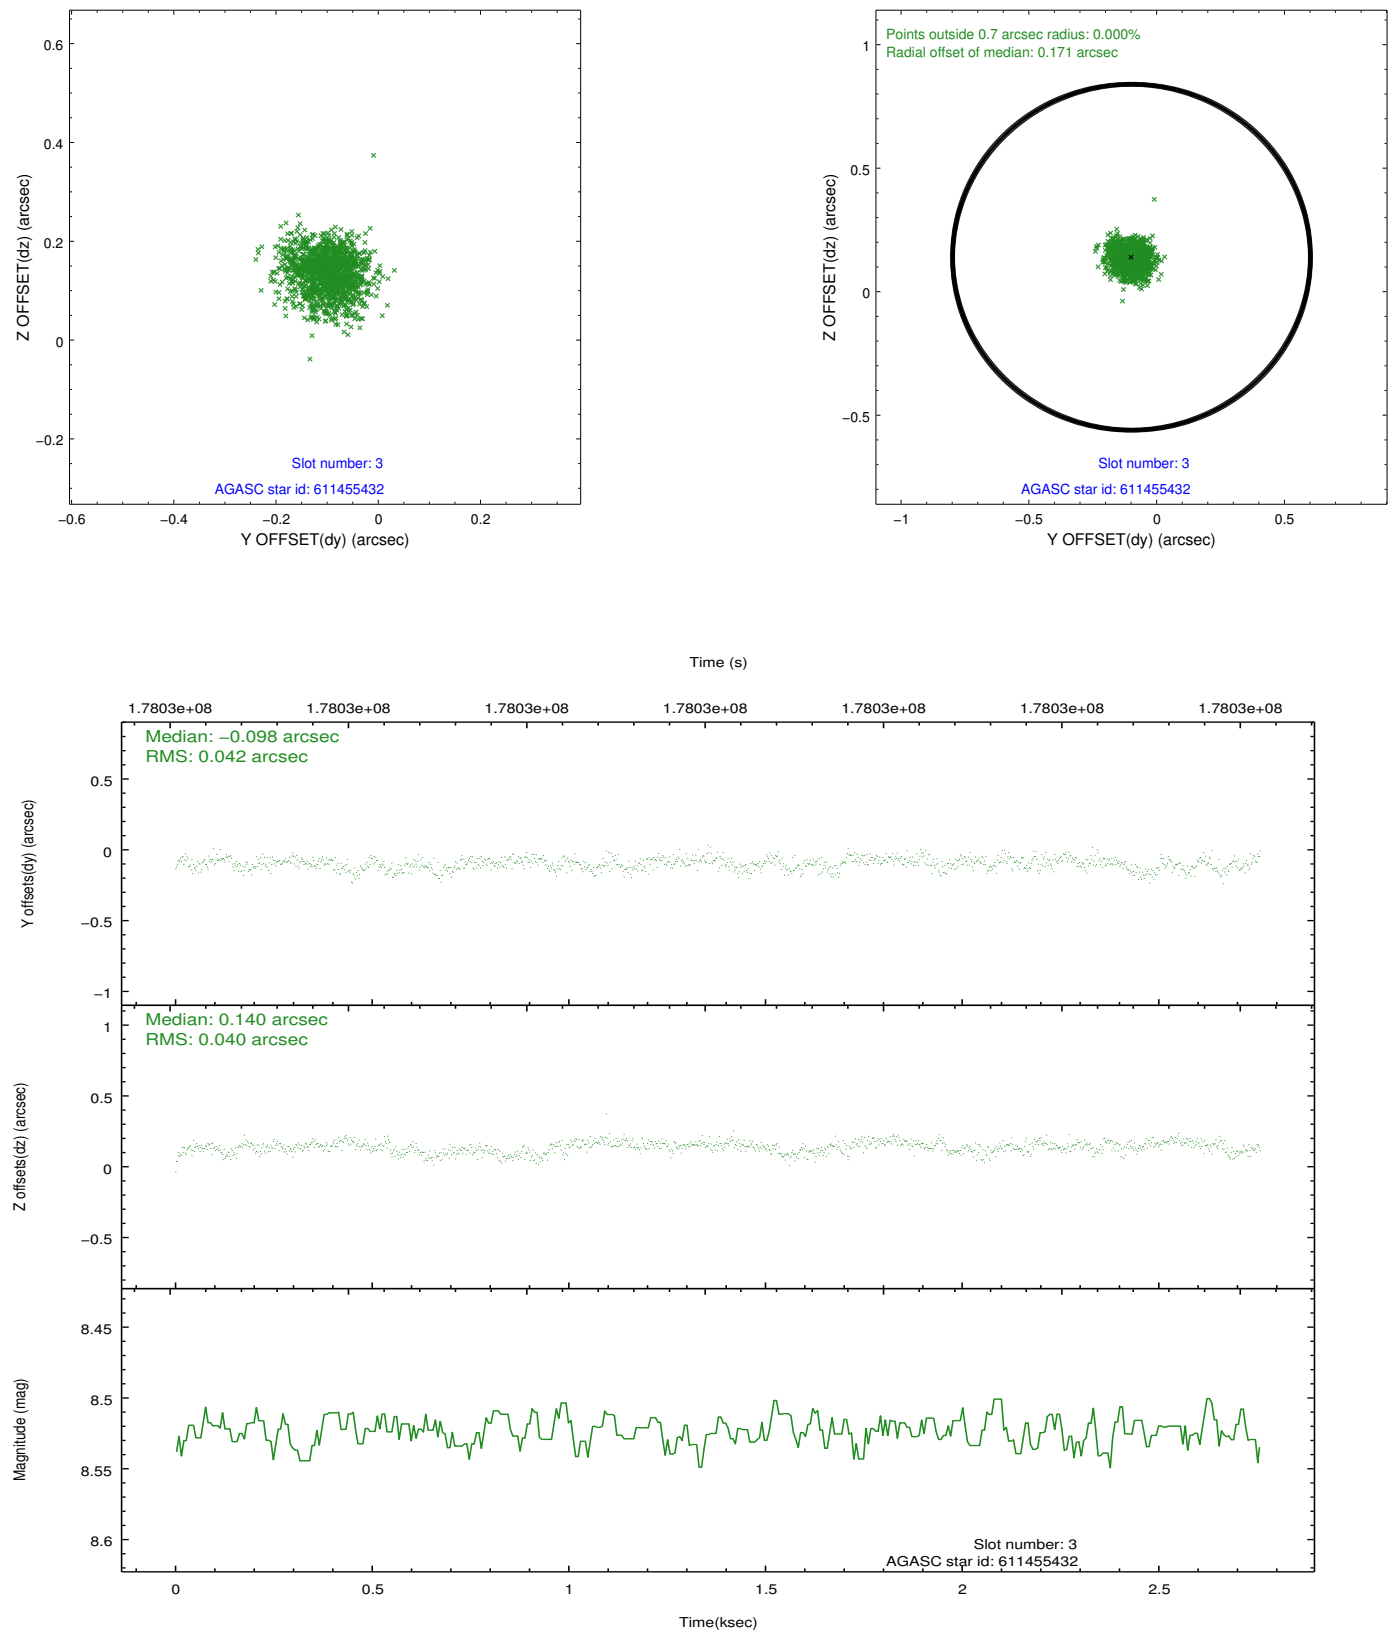 0.6
0.4
0.2
0
−0.2
Z OFFSET(dz) (arcsec)
Slot number: 3
AGASC star id: 611455432
−0.6 −0.4 −0.2 0 0.2
Y OFFSET(dy) (arcsec)
Points outside 0.7 arcsec radius: 0.000%
Radial offset of median: 0.171 arcsec
1
0.5
0
−0.5
Z OFFSET(dz) (arcsec)
Slot number: 3
AGASC star id: 611455432
−1 −0.5 0 0.5
Y OFFSET(dy) (arcsec)
Time (s)
1.7803e+08 1.7803e+08 1.7803e+08 1.7803e+08 1.7803e+08 1.7803e+08 1.7803e+08
Median: −0.098 arcsec
RMS: 0.042 arcsec
0.5
0
−0.5
−1
Y offsets(dy) (arcsec)
Median: 0.140 arcsec
RMS: 0.040 arcsec
1
0.5
0
−0.5
Z offsets(dz) (arcsec)
8.45
8.5
8.55
8.6
Magnitude (mag)
Slot number: 3
AGASC star id: 611455432
0 0.5 1 1.5 2 2.5
Time(ksec)